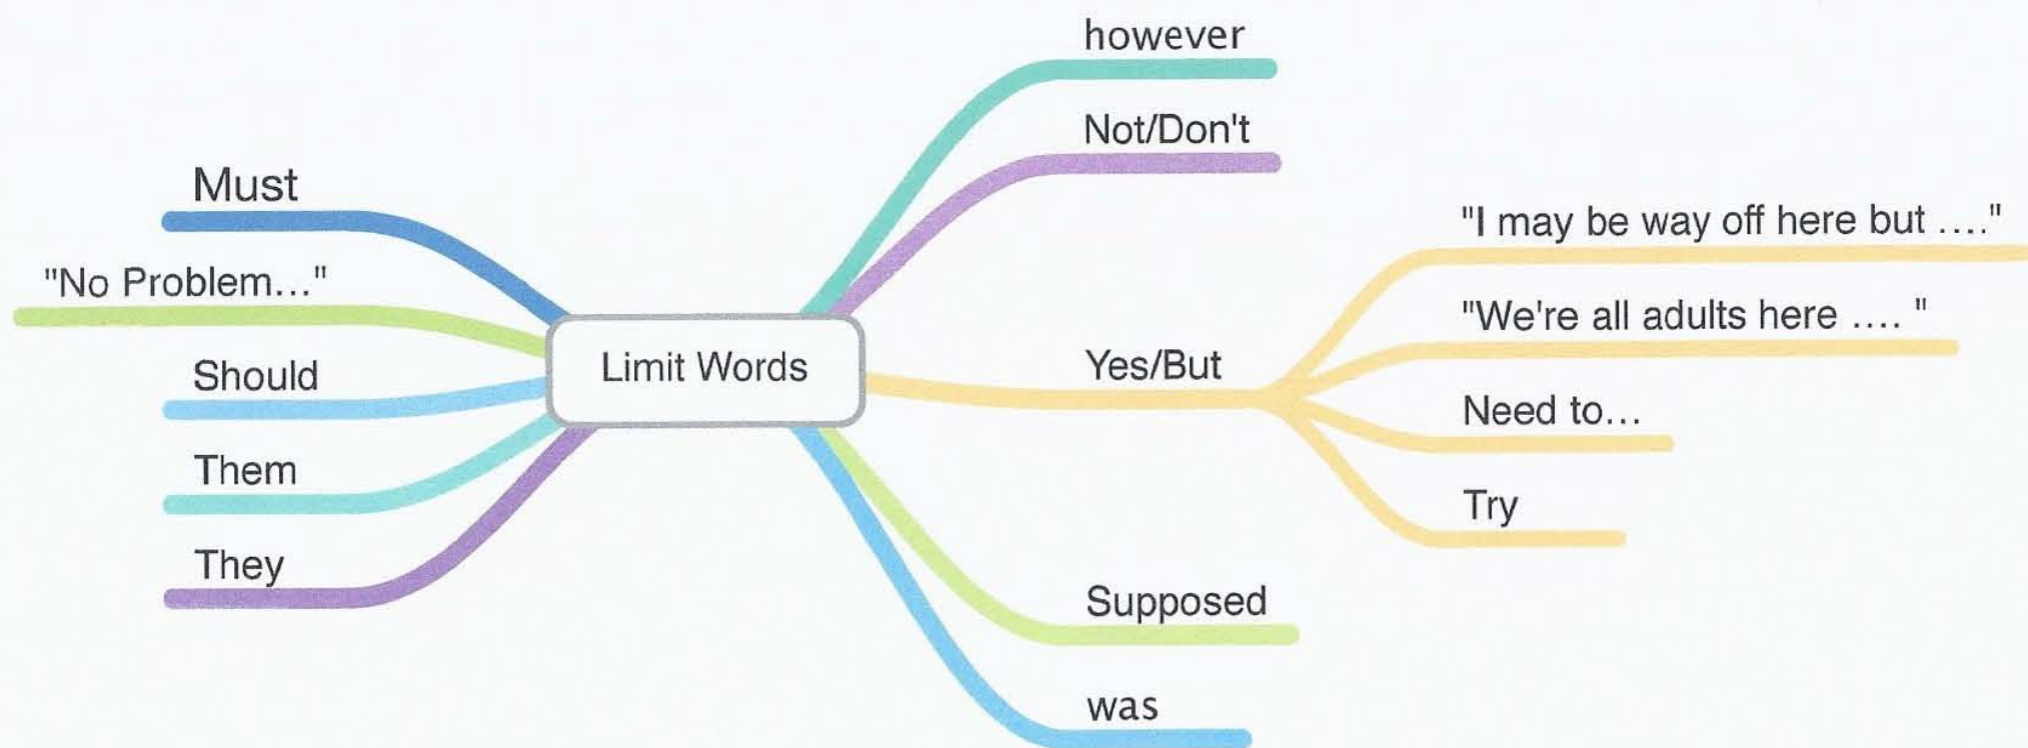 however
Not/Don't
Must
"I may be way off here but ...."
"No Problem..."
"We're all adults here .... "
Limit Words
Yes/But
Should
Need to...
Them
Try
They
Supposed
was